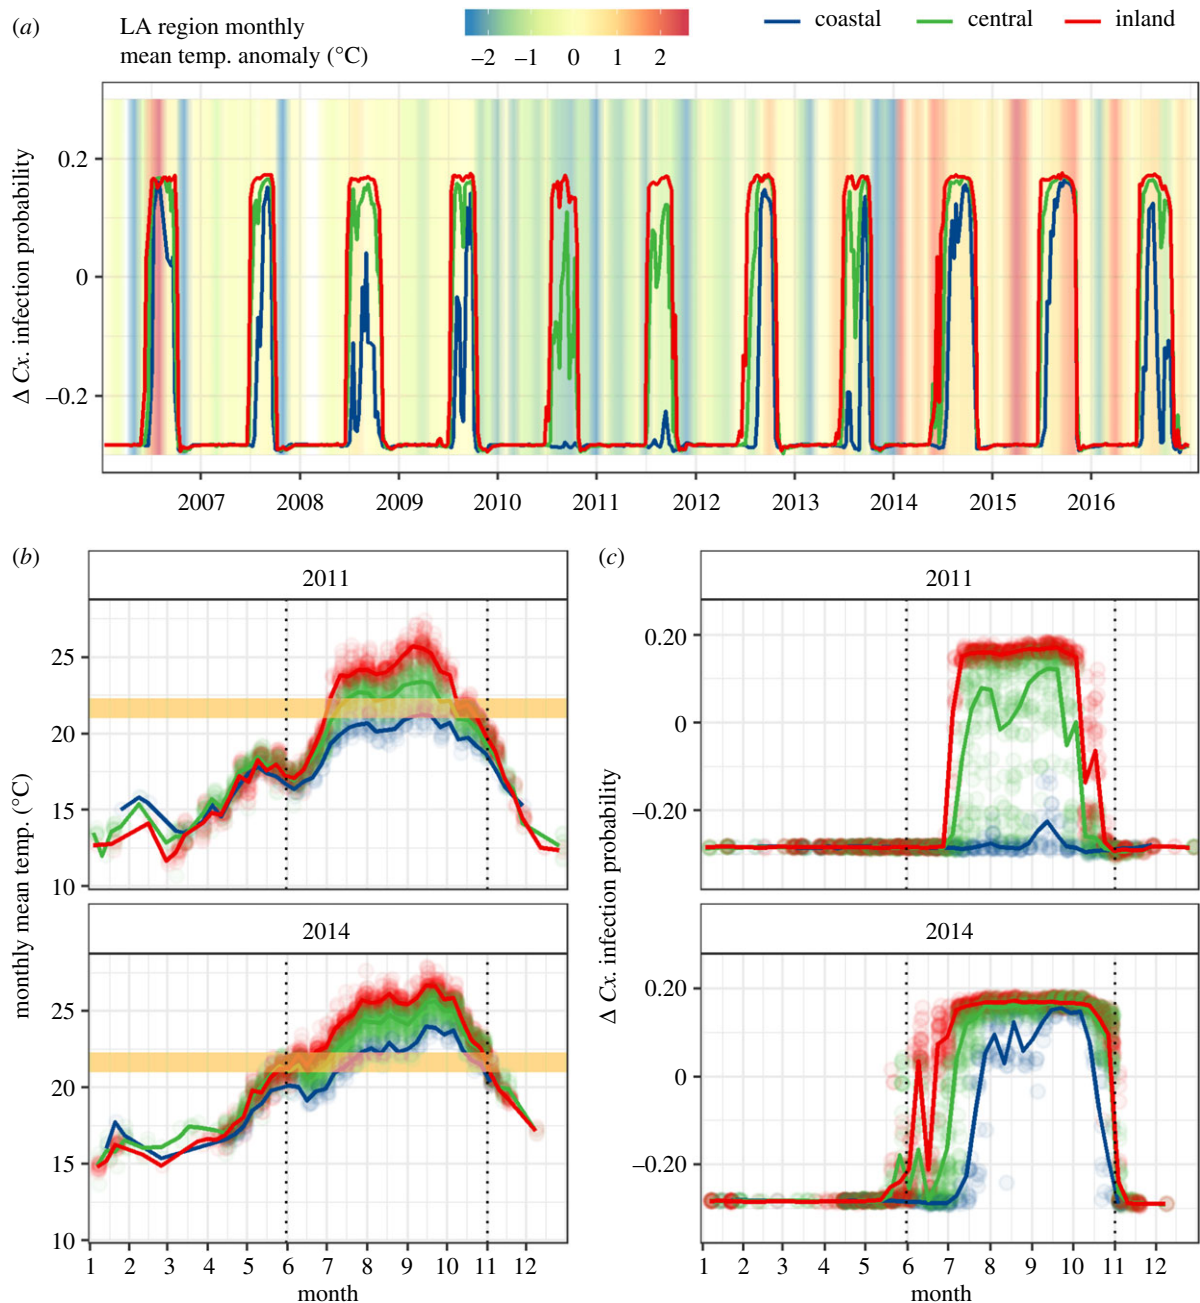 (a)
LA region monthly
mean temp. anomaly (°C)
−2 −1 0 1 2
coastal central inland
Δ Cx. infection probability
0.2
0
−0.2
2007 2008 2009 2010 2011 2012 2013 2014 2015 2016
(b)
2011
monthly mean temp. (°C)
25
20
15
10
2014
25
20
15
10
1 2 3 4 5 6 7 8 9 10 11 12
month
(c)
2011
Δ Cx. infection probability
0.20
0
−0.20
2014
0.20
0
−0.20
1 2 3 4 5 6 7 8 9 10 11 12
month